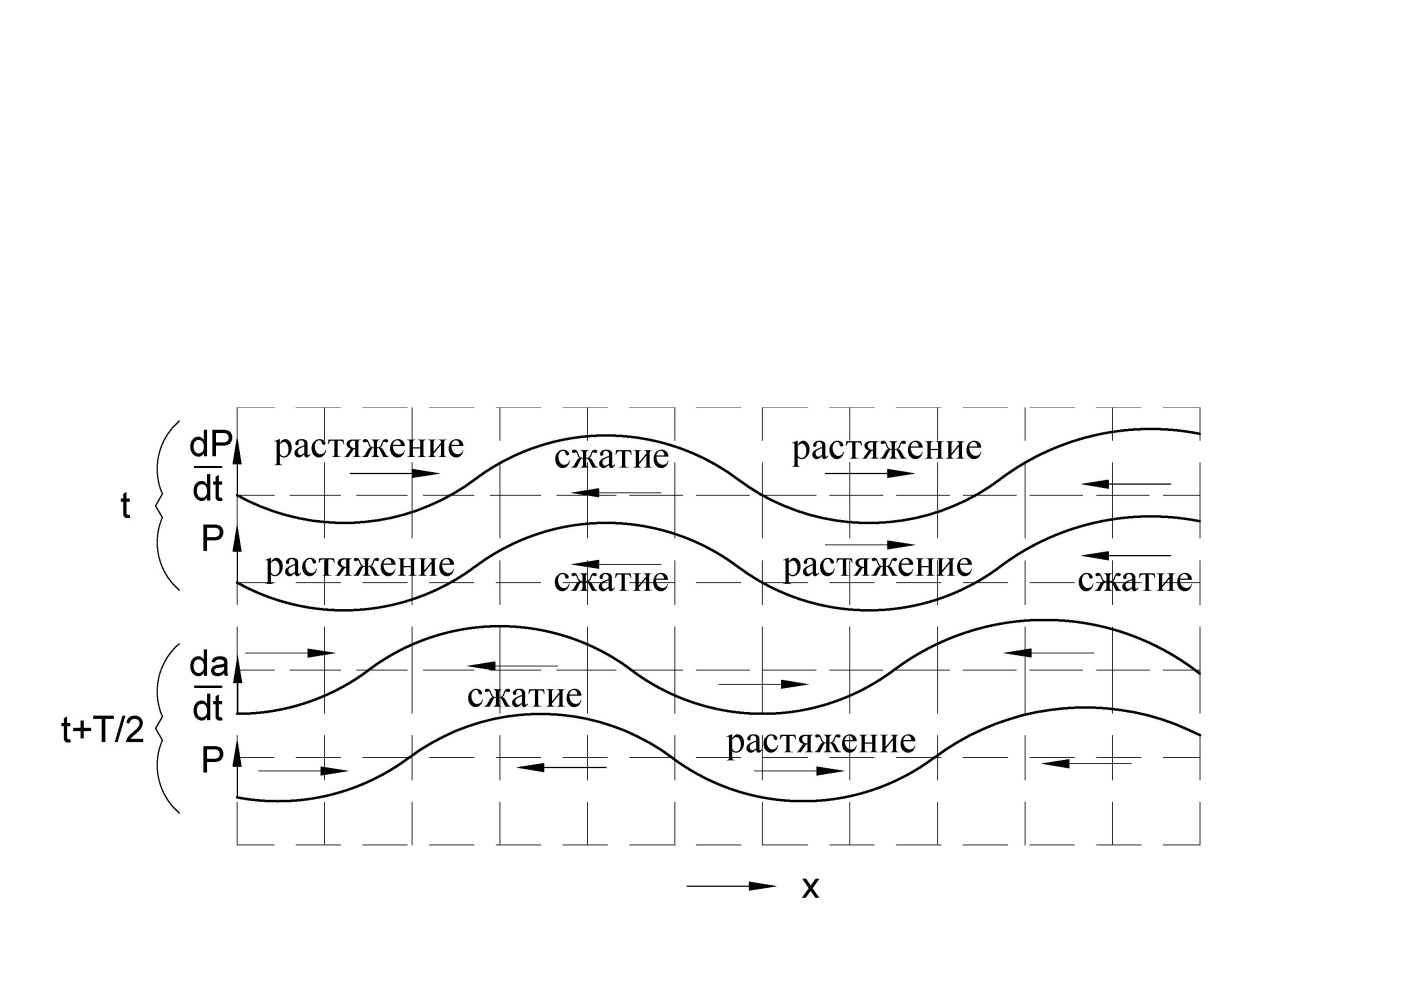 dP
dt
растяжение
сжатие
растяжение
t
P
растяжение
сжатие
растяжение
сжатие
da
dt
сжатие
t+T/2
P
растяжение
x